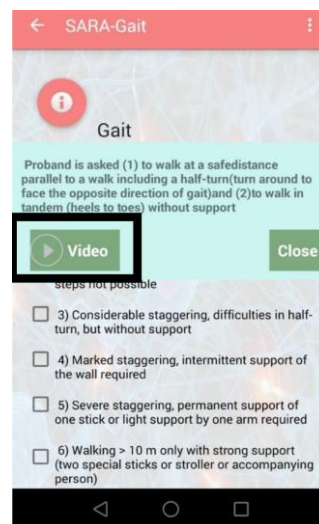 SARA-Gait
Gait
Proband is asked (1) to walk at a safedistance
parallel to a walk including a half-turn(turn around to
face the opposite direction of gait)and (2)to walk in
tandem (heels to toes) without support
Video
Close
steps not possible
3) Considerable staggering, difficulties in half-
turn, but without support
4) Marked staggering, intermittent support of
the wall required
5) Severe staggering, permanent support of
one stick or light support by one arm required
6) Walking > 10 m only with strong support
(two special sticks or stroller or accompanying
person)